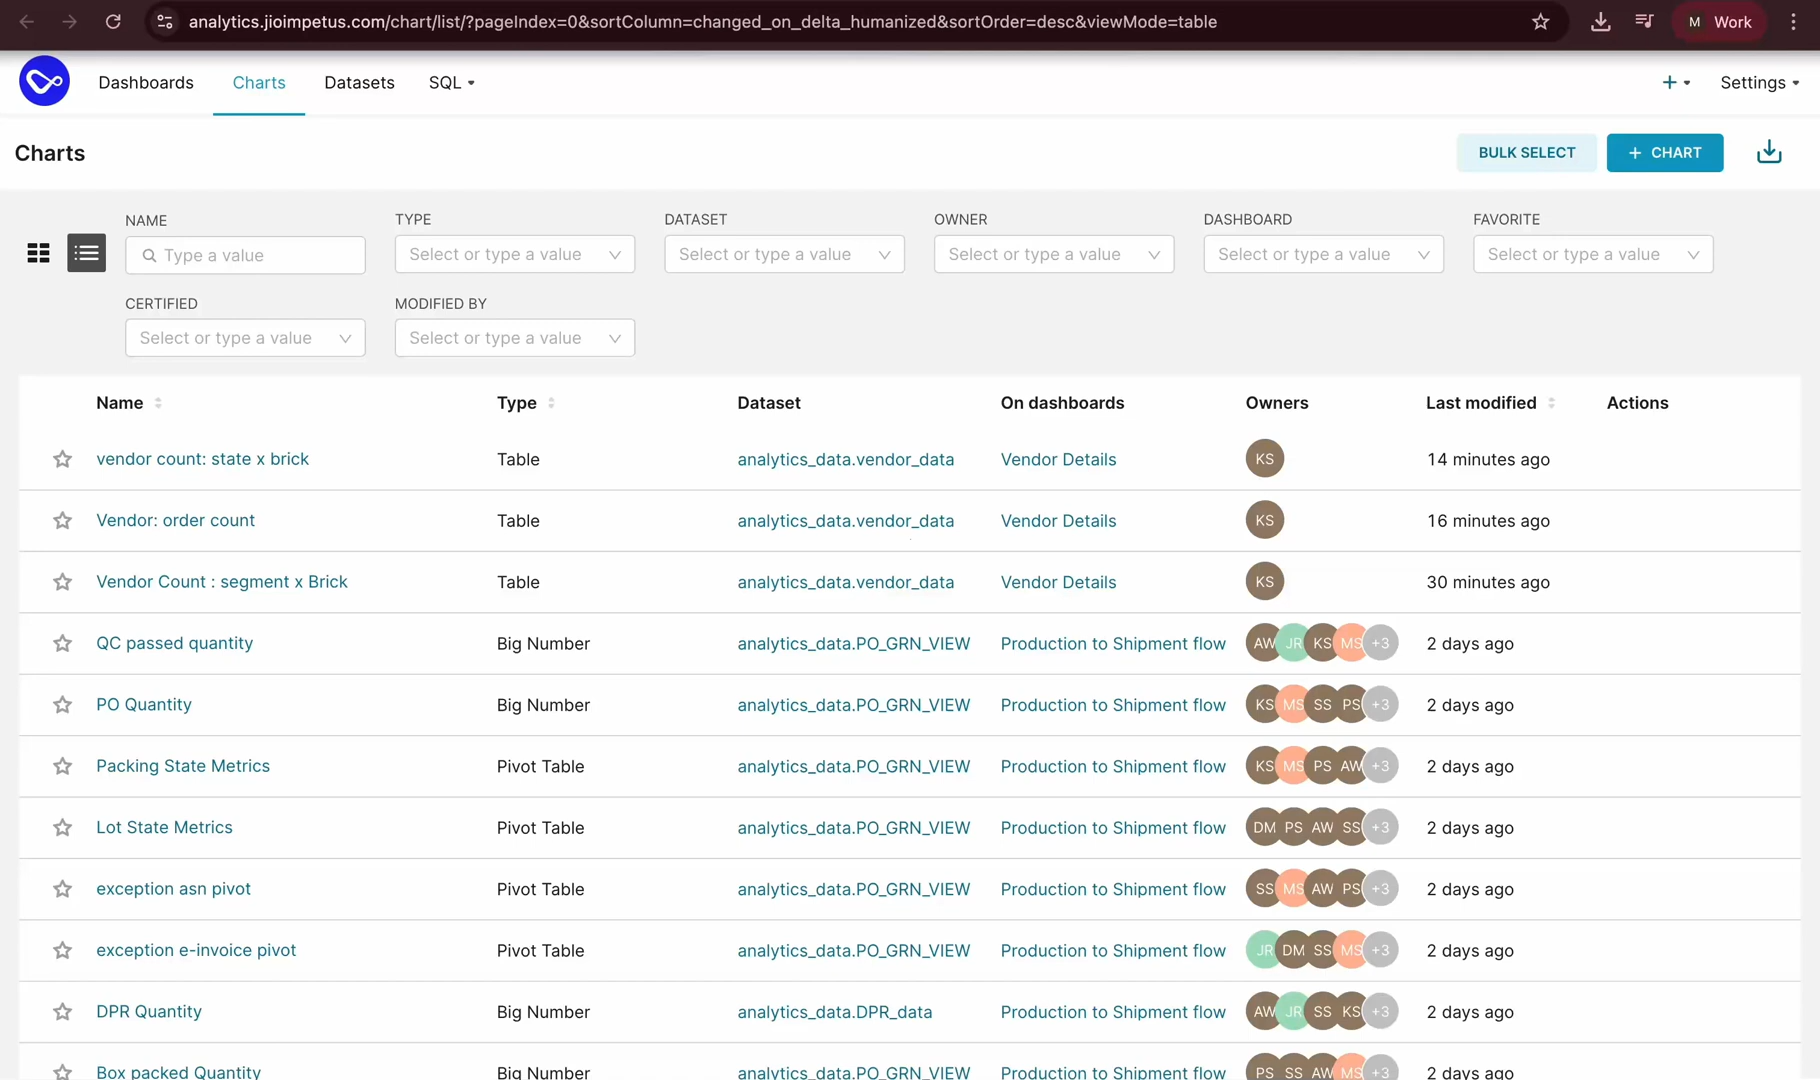 analytics.jioimpetus.com/chart/list/?pageIndex=0&sortColumn=changed_on_delta_humanized&sortOrder=desc&viewMode=table
M Work
Dashboards Charts Datasets SQL
+ Settings
Charts
BULK SELECT + CHART
NAME TYPE DATASET OWNER DASHBOARD FAVORITE
Type a value Select or type a value Select or type a value Select or type a value Select or type a value Select or type a value
CERTIFIED MODIFIED BY
Select or type a value Select or type a value
Name Type Dataset On dashboards Owners Last modified Actions
vendor count: state x brick Table analytics_data.vendor_data Vendor Details KS 14 minutes ago
Vendor: order count Table analytics_data.vendor_data Vendor Details KS 16 minutes ago
Vendor Count : segment x Brick Table analytics_data.vendor_data Vendor Details KS 30 minutes ago
QC passed quantity Big Number analytics_data.PO_GRN_VIEW Production to Shipment flow AW JR KS MS +3 2 days ago
PO Quantity Big Number analytics_data.PO_GRN_VIEW Production to Shipment flow KS MS SS PS +3 2 days ago
Packing State Metrics Pivot Table analytics_data.PO_GRN_VIEW Production to Shipment flow KS MS PS AW +3 2 days ago
Lot State Metrics Pivot Table analytics_data.PO_GRN_VIEW Production to Shipment flow DM PS AW SS +3 2 days ago
exception asn pivot Pivot Table analytics_data.PO_GRN_VIEW Production to Shipment flow SS MS AW PS +3 2 days ago
exception e-invoice pivot Pivot Table analytics_data.PO_GRN_VIEW Production to Shipment flow JR DM SS MS +3 2 days ago
DPR Quantity Big Number analytics_data.DPR_data Production to Shipment flow AW JR SS KS +3 2 days ago
Box packed Quantity Big Number analytics_data.PO_GRN_VIEW Production to Shipment flow PS SS AW MS +3 2 days ago